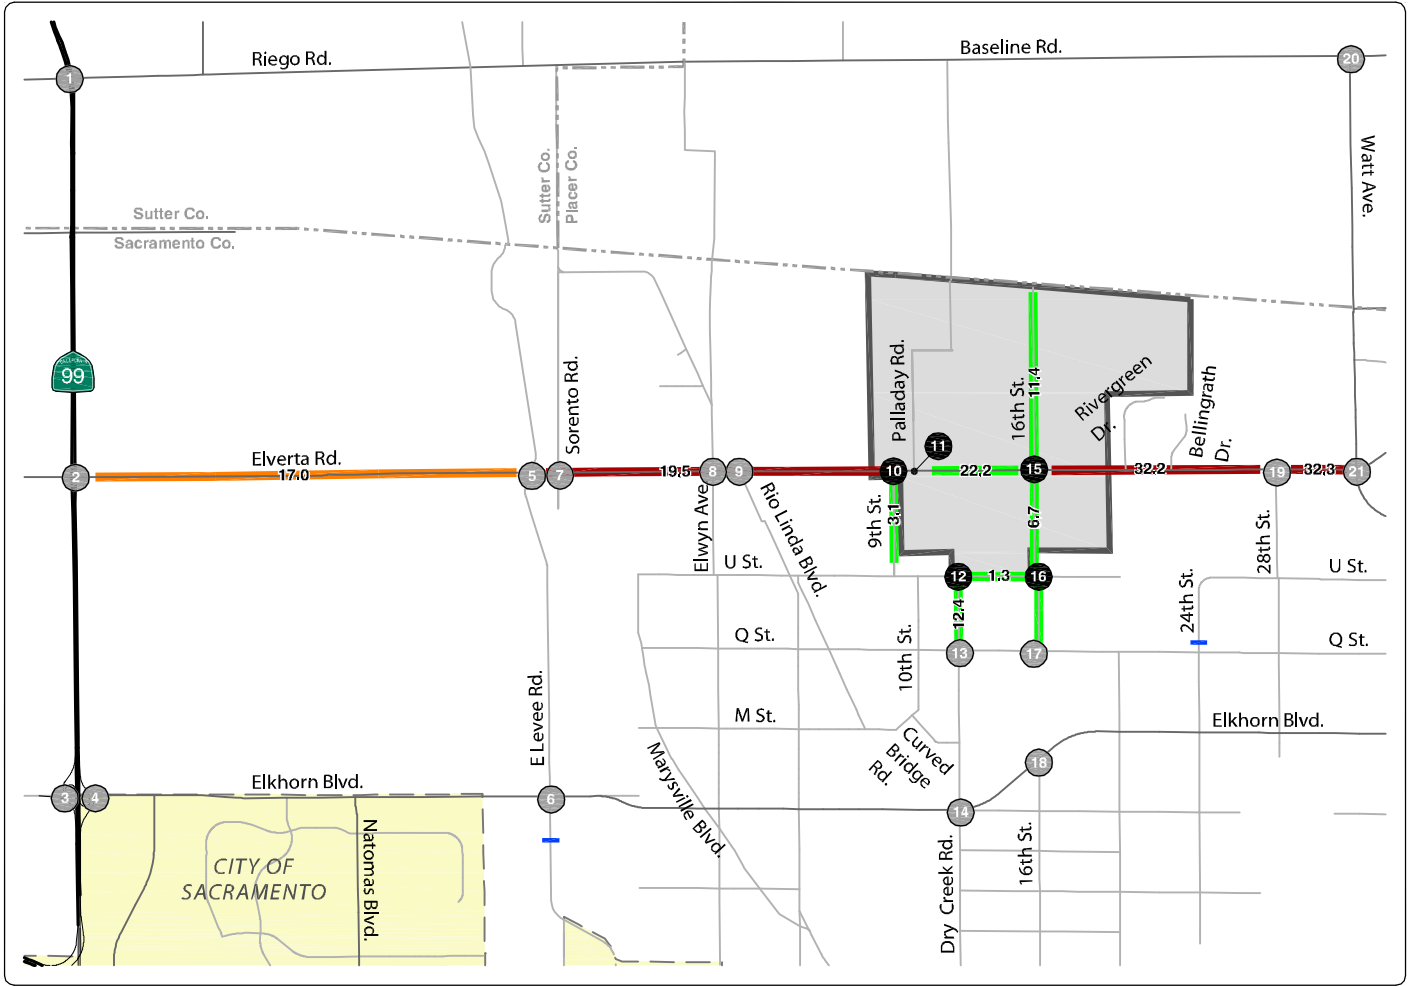 Riego Rd.
Baseline Rd.
1
20
Watt Ave.
Sutter Co.
Placer Co.
Sutter Co.
Sacramento Co.
99
Sorento Rd.
Palladay Rd.
16th St.
11.4
Rivergreen
Dr.
Bellingrath
Dr.
Elverta Rd.
2
17.0
5
7
19.5
8
9
10
11
22.2
15
32.2
19
32.3
21
Elwyn Ave.
Rio Linda Blvd.
9th St.
3.1
6.7
28th St.
U St.
12
1.3
16
U St.
12.4
24th St.
Q St.
13
17
Q St.
10th St.
E Levee Rd.
M St.
Elkhorn Blvd.
Curved
Bridge
Rd.
18
Marysville Blvd.
Elkhorn Blvd.
3
4
6
14
Natomas Blvd.
CITY OF
SACRAMENTO
Dry Creek Rd.
16th St.